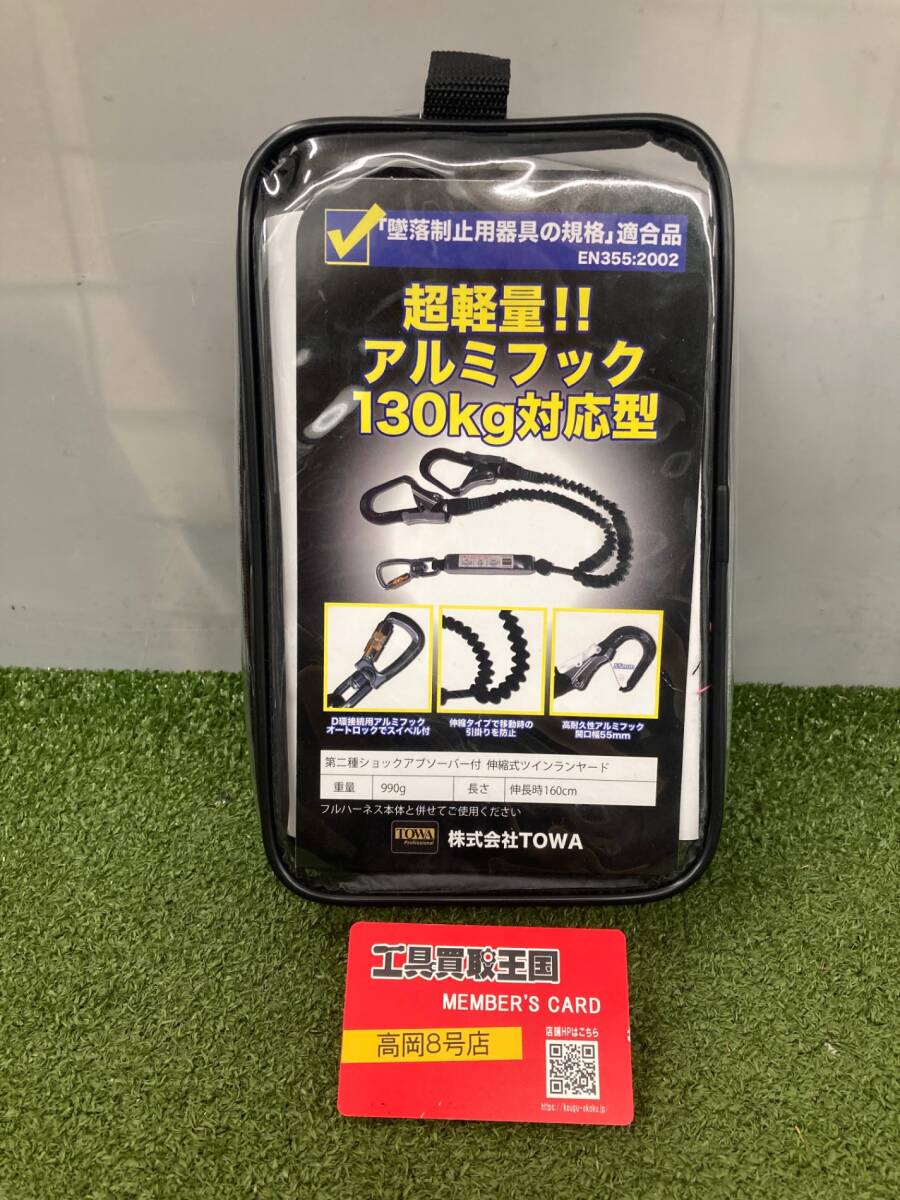 「墜落制止用器具の規格」適合品
EN355:2002
超軽量!!
アルミフック
130kg対応型
55mm
D環接続用アルミフック
オートロックでスイベル付
伸縮タイプで移動時の
引掛りを防止
高耐久性アルミフック
開口幅55mm
第二種ショックアブソーバー付 伸縮式ツインランヤード
重量 990g 長さ 伸長時160cm
フルハーネス本体と併せてご使用ください
TOWA
Professional
株式会社TOWA
工具買取王国
MEMBER'S CARD
高岡8号店
店舗HPはこちら
https://kougu-okoku.jp/